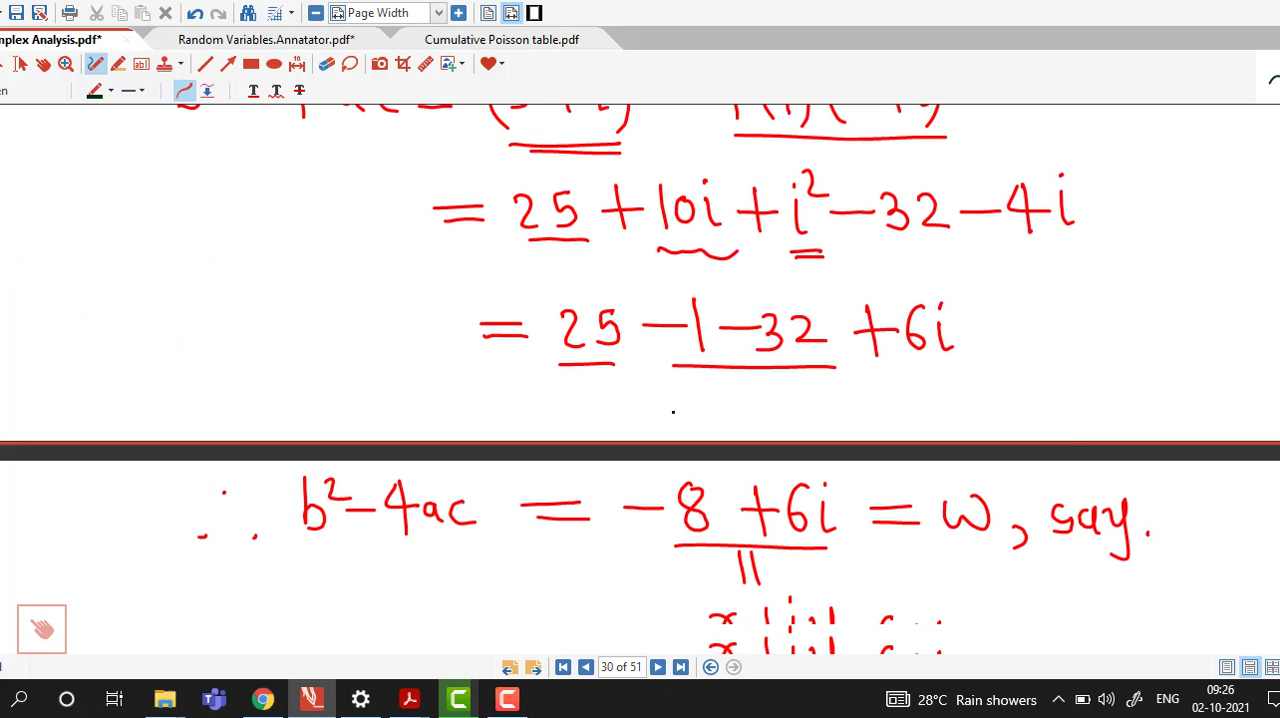 Page Width
mplex Analysis.pdf*
Random Variables.Annatator.pdf*
Cumulative Poisson table.pdf
= 25 + 10i + i² - 32 - 4i
= 25 - 1 - 32 + 6i
∴ b² - 4ac = -8 + 6i = w, say.
30 of 51
28°C Rain showers
ENG
09:26
02-10-2021